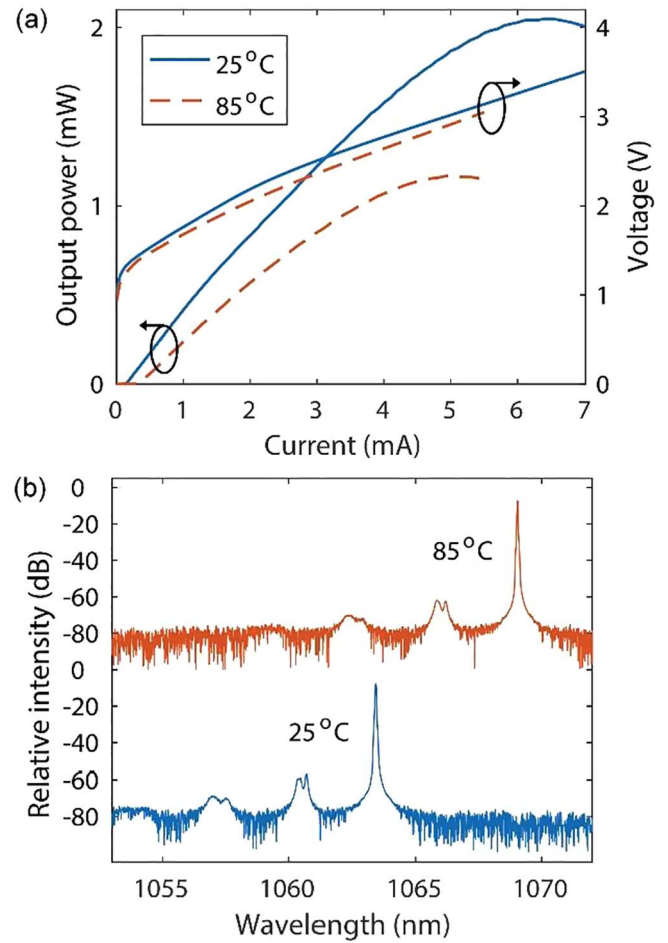 (a)
2
1
0
Output power (mW)
25°C
85°C
4
3
2
1
0
Voltage (V)
0 1 2 3 4 5 6 7
Current (mA)
(b)
0
-20
-40
-60
-80
0
-20
-40
-60
-80
Relative intensity (dB)
85°C
25°C
1055 1060 1065 1070
Wavelength (nm)